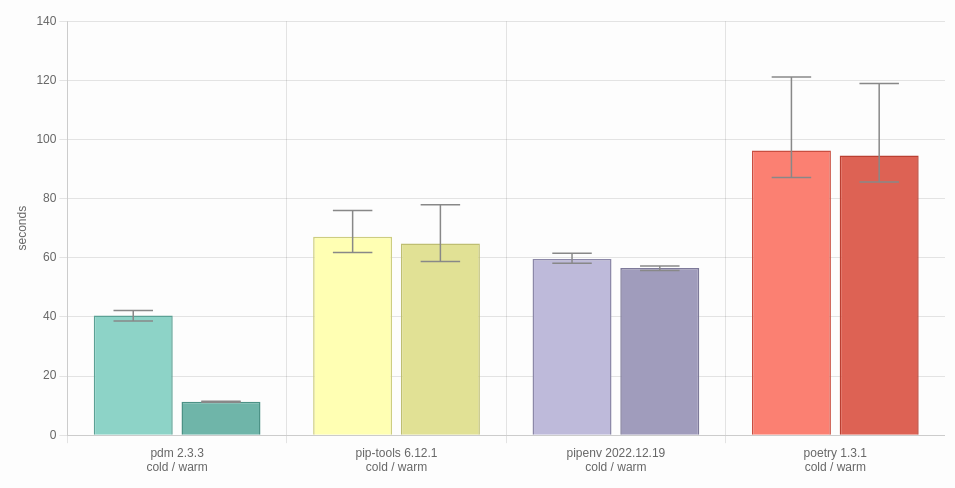 140
120
100
80
60
40
20
0
seconds
pdm 2.3.3
cold / warm
pip-tools 6.12.1
cold / warm
pipenv 2022.12.19
cold / warm
poetry 1.3.1
cold / warm